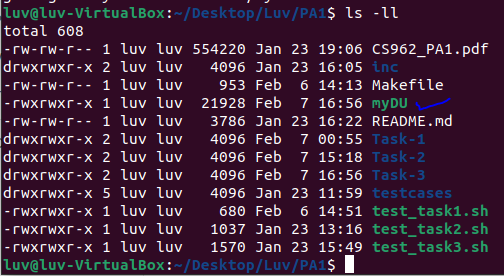 luv@luv-VirtualBox:~/Desktop/Luv/PA1$ ls -ll
total 608
-rw-rw-r-- 1 luv luv 554220 Jan 23 19:06 CS962_PA1.pdf
drwxrwxr-x 2 luv luv 4096 Jan 23 16:05 inc
-rw-rw-r-- 1 luv luv 953 Feb 6 14:13 Makefile
-rwxrwxr-x 1 luv luv 21928 Feb 7 16:56 myDU
-rw-rw-r-- 1 luv luv 3786 Jan 23 16:22 README.md
drwxrwxr-x 2 luv luv 4096 Feb 7 00:55 Task-1
drwxrwxr-x 2 luv luv 4096 Feb 7 15:18 Task-2
drwxrwxr-x 2 luv luv 4096 Feb 7 16:56 Task-3
drwxrwxr-x 5 luv luv 4096 Jan 23 11:59 testcases
-rwxrwxr-x 1 luv luv 680 Feb 6 14:51 test_task1.sh
-rwxrwxr-x 1 luv luv 1037 Jan 23 13:16 test_task2.sh
-rwxrwxr-x 1 luv luv 1570 Jan 23 15:49 test_task3.sh
luv@luv-VirtualBox:~/Desktop/Luv/PA1$